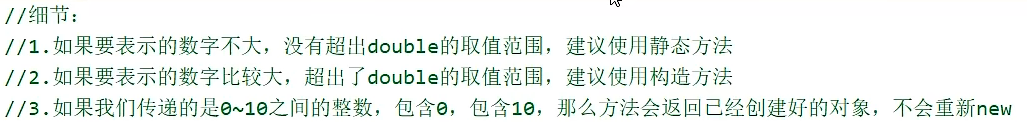 //细节：
//1.如果要表示的数字不大，没有超出double的取值范围，建议使用静态方法
//2.如果要表示的数字比较大，超出了double的取值范围，建议使用构造方法
//3.如果我们传递的是0~10之间的整数，包含0，包含10，那么方法会返回已经创建好的对象，不会重新new